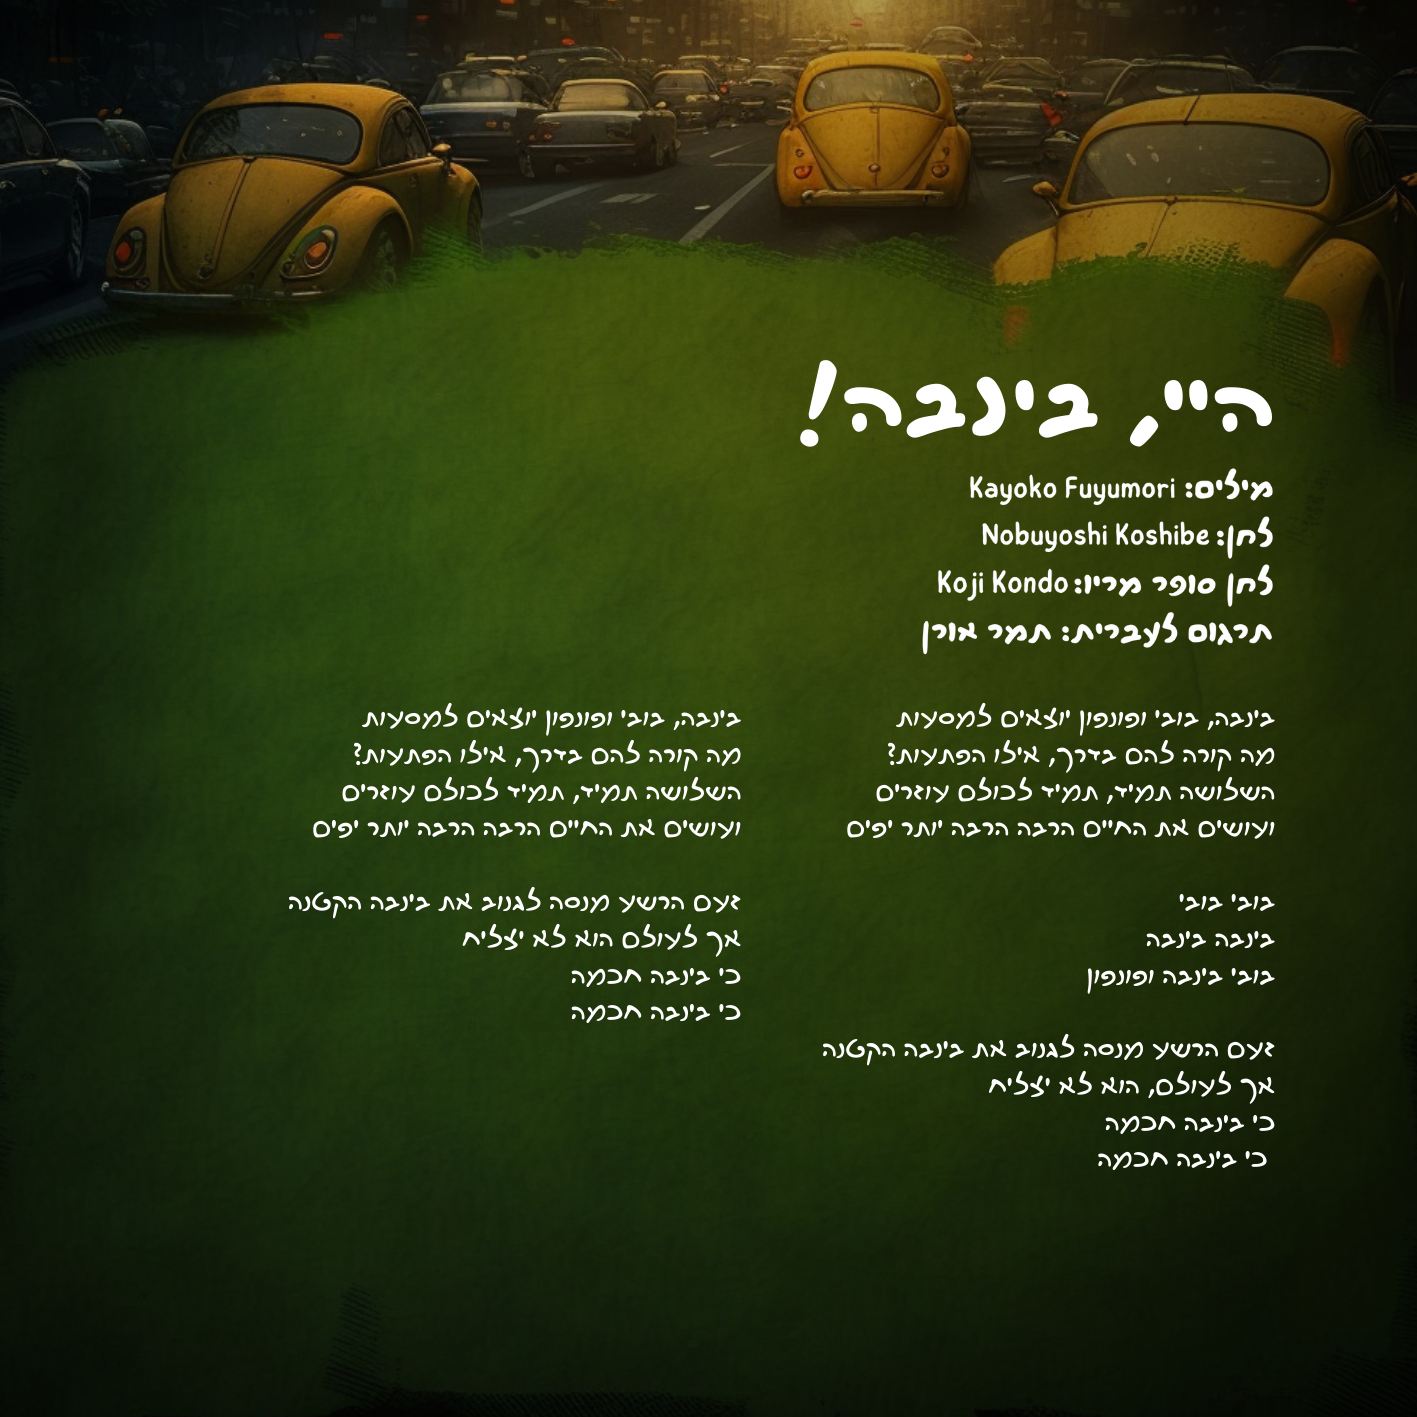 היי, בינבה!
מילים: Kayoko Fuyumori
לחן: Nobuyoshi Koshibe
לחן סופר מריו: Koji Kondo
תרגום לעברית: תמר אורן
בינבה, בובי ופונפון יוצאים למסעות
מה קורה להם בדרך, אילו הפתעות?
השלושה תמיד, תמיד לכולם עוזרים
ועושים את החיים הרבה הרבה יותר יפים
בובי בובי
בינבה בינבה
בובי בינבה ופונפון
זעם הרשע מנסה לגנוב את בינבה הקטנה
אך לעולם, הוא לא יצליח
כי בינבה חכמה
כי בינבה חכמה
בינבה, בובי ופונפון יוצאים למסעות
מה קורה להם בדרך, אילו הפתעות?
השלושה תמיד, תמיד לכולם עוזרים
ועושים את החיים הרבה הרבה יותר יפים
זעם הרשע מנסה לגנוב את בינבה הקטנה
אך לעולם הוא לא יצליח
כי בינבה חכמה
כי בינבה חכמה